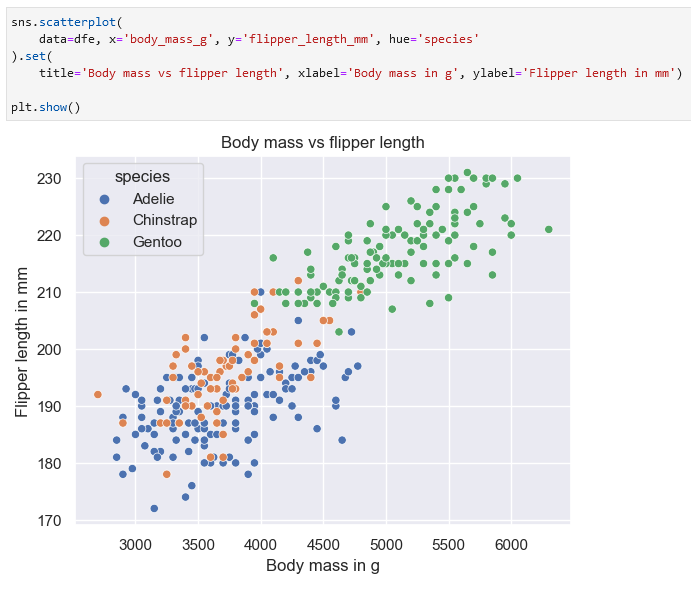 sns.scatterplot(
    data=dfe, x='body_mass_g', y='flipper_length_mm', hue='species'
).set(
    title='Body mass vs flipper length', xlabel='Body mass in g', ylabel='Flipper length in mm')
plt.show()
Body mass vs flipper length
species
Adelie
Chinstrap
Gentoo
Flipper length in mm
230
220
210
200
190
180
170
3000 3500 4000 4500 5000 5500 6000
Body mass in g